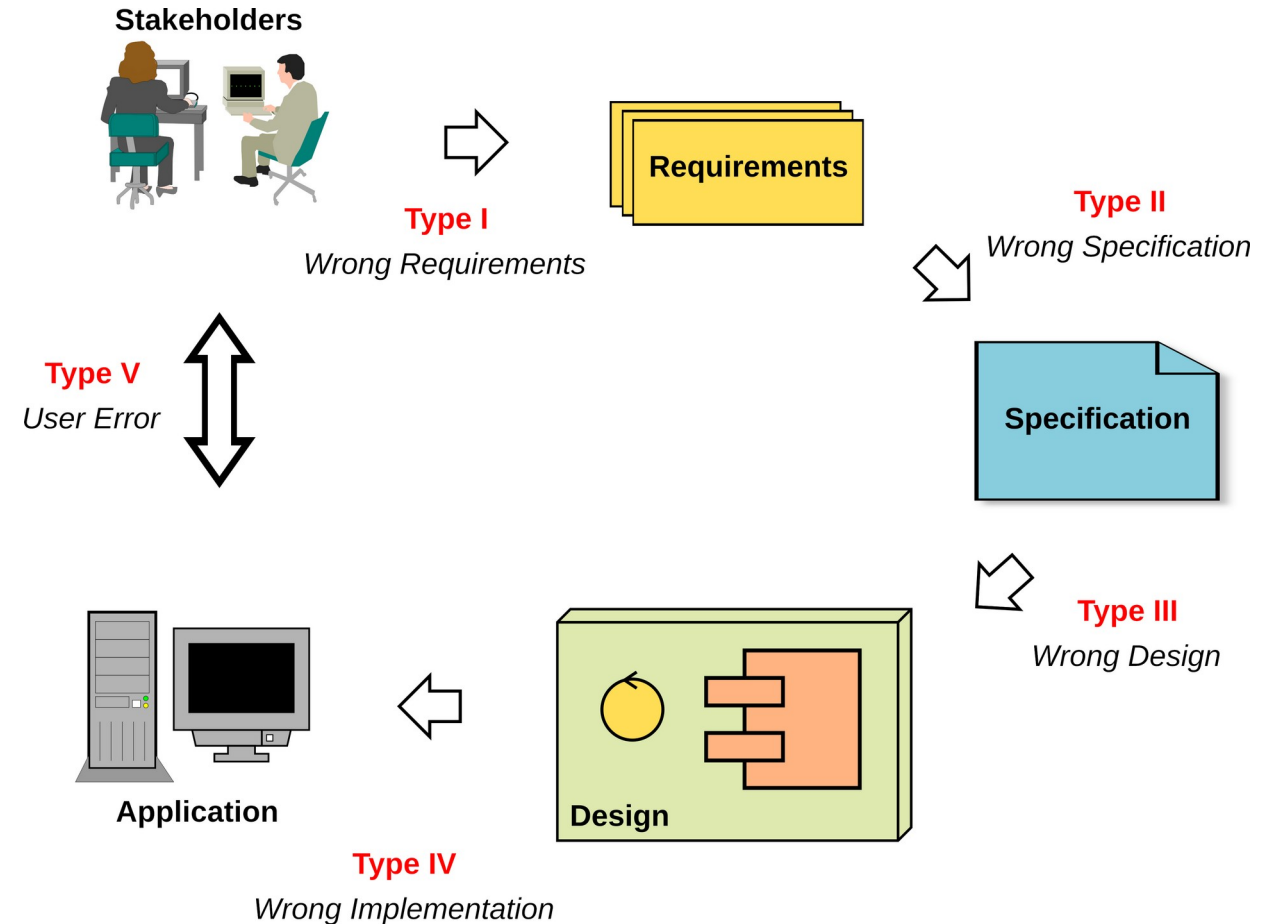 Stakeholders
Requirements
Type I
Wrong Requirements
Type II
Wrong Specification
Specification
Type III
Wrong Design
Design
Type IV
Wrong Implementation
Application
Type V
User Error